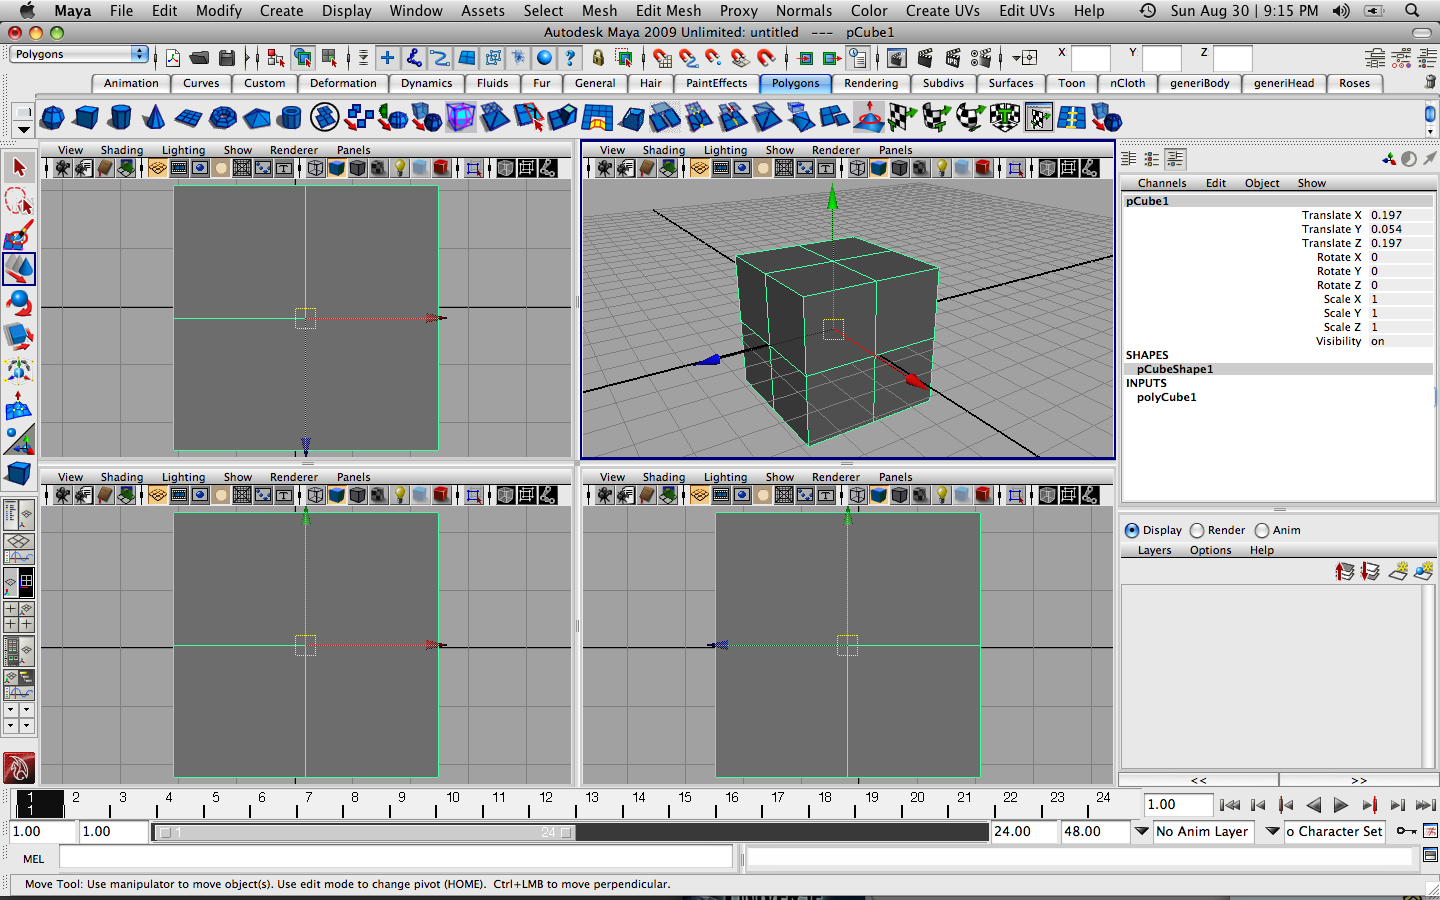 Maya File Edit Modify Create Display Window Assets Select Mesh Edit Mesh Proxy Normals Color Create UVs Edit UVs Help Sun Aug 30 | 9:15 PM
Autodesk Maya 2009 Unlimited: untitled --- pCube1
Polygons X Y Z
Animation Curves Custom Deformation Dynamics Fluids Fur General Hair PaintEffects Polygons Rendering Subdivs Surfaces Toon nCloth generiBody generiHead Roses
View Shading Lighting Show Renderer Panels
View Shading Lighting Show Renderer Panels
Channels Edit Object Show
pCube1
Translate X 0.197
Translate Y 0.054
Translate Z 0.197
Rotate X 0
Rotate Y 0
Rotate Z 0
Scale X 1
Scale Y 1
Scale Z 1
Visibility on
SHAPES
pCubeShape1
INPUTS
polyCube1
View Shading Lighting Show Renderer Panels
View Shading Lighting Show Renderer Panels
Display Render Anim
Layers Options Help
<< >>
1 2 3 4 5 6 7 8 9 10 11 12 13 14 15 16 17 18 19 20 21 22 23 24
1
1.00
1.00 1.00 1 24 24.00 48.00 No Anim Layer o Character Set
MEL
Move Tool: Use manipulator to move object(s). Use edit mode to change pivot (HOME). Ctrl+LMB to move perpendicular.